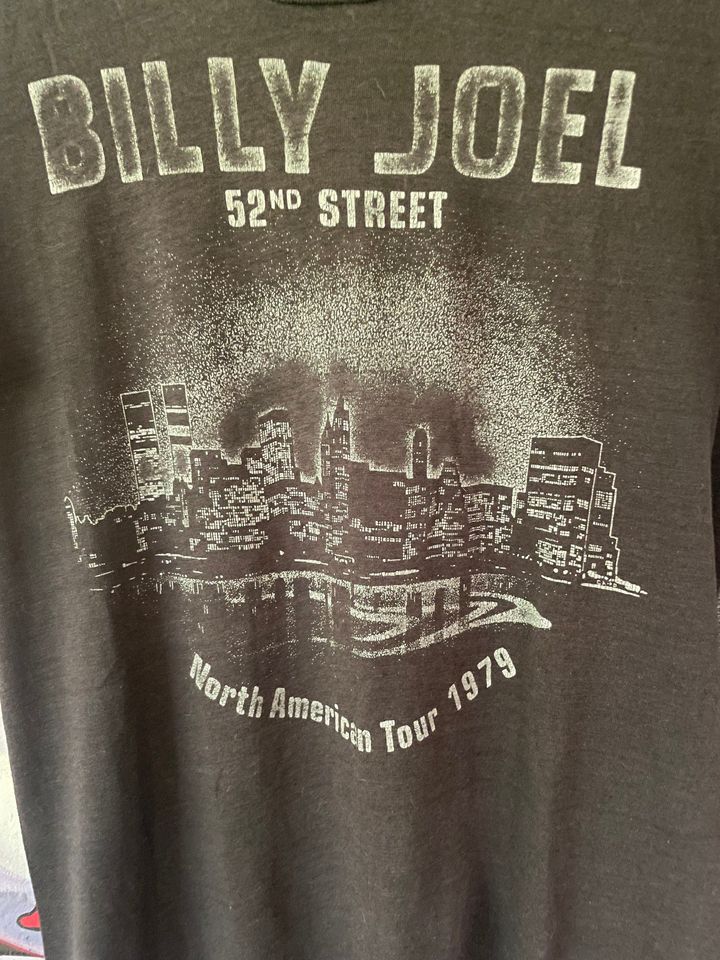 BILLY JOEL
52ND STREET
North American Tour 1979